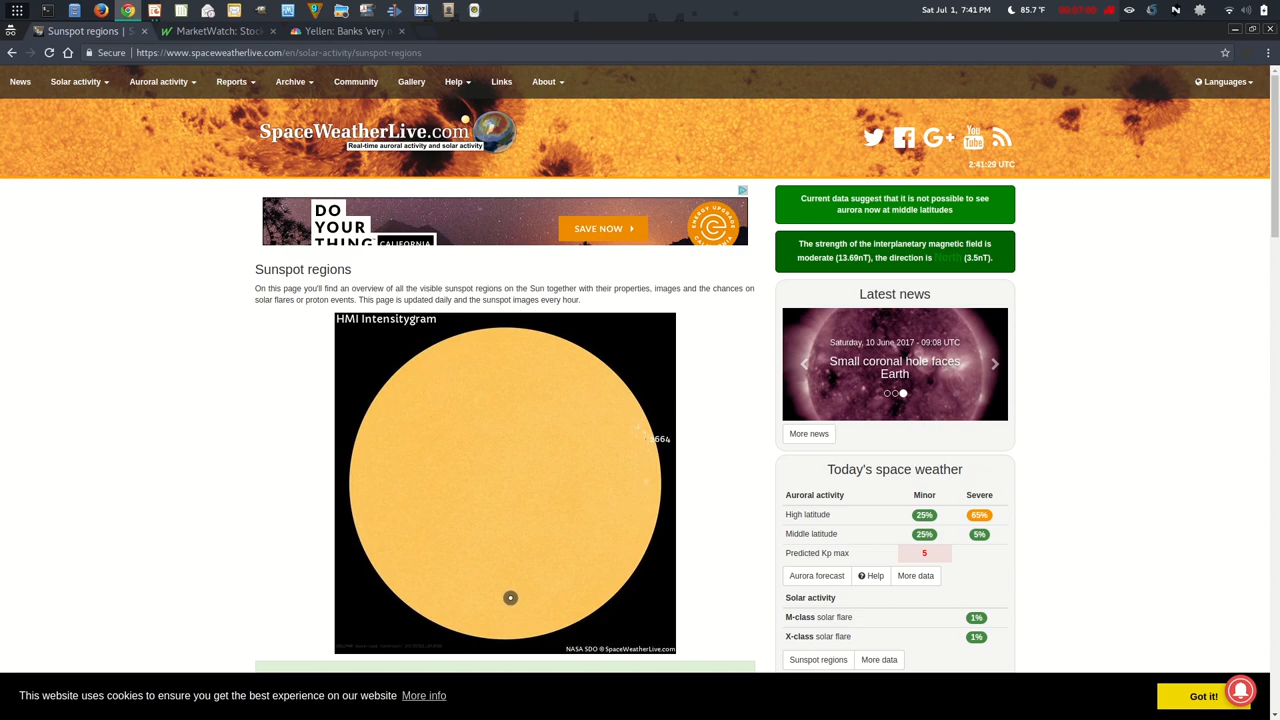 Sat Jul 1, 7:41 PM
85.7 °F
00:07:00
Sunspot regions | S
MarketWatch: Stoc
Yellen: Banks 'very n
Secure | https://www.spaceweatherlive.com/en/solar-activity/sunspot-regions
News Solar activity Auroral activity Reports Archive Community Gallery Help Links About Languages
SpaceWeatherLive.com
Real-time auroral activity and solar activity
You Tube
G+
2:41:29 UTC
DO YOUR THING CALIFORNIA
SAVE NOW
ENERGY UPGRADE CALIFORNIA
Current data suggest that it is not possible to see
aurora now at middle latitudes
The strength of the interplanetary magnetic field is
moderate (13.69nT), the direction is North (3.5nT).
Sunspot regions
On this page you'll find an overview of all the visible sunspot regions on the Sun together with their properties, images and the chances on
solar flares or proton events. This page is updated daily and the sunspot images every hour.
HMI Intensitygram
2664
NASA SDO © SpaceWeatherLive.com
Latest news
Saturday, 10 June 2017 - 09:08 UTC
Small coronal hole faces
Earth
More news
Today's space weather
Auroral activity Minor Severe
High latitude 25% 65%
Middle latitude 25% 5%
Predicted Kp max 5
Aurora forecast Help More data
Solar activity
M-class solar flare 1%
X-class solar flare 1%
Sunspot regions More data
This website uses cookies to ensure you get the best experience on our website More info
Got it!